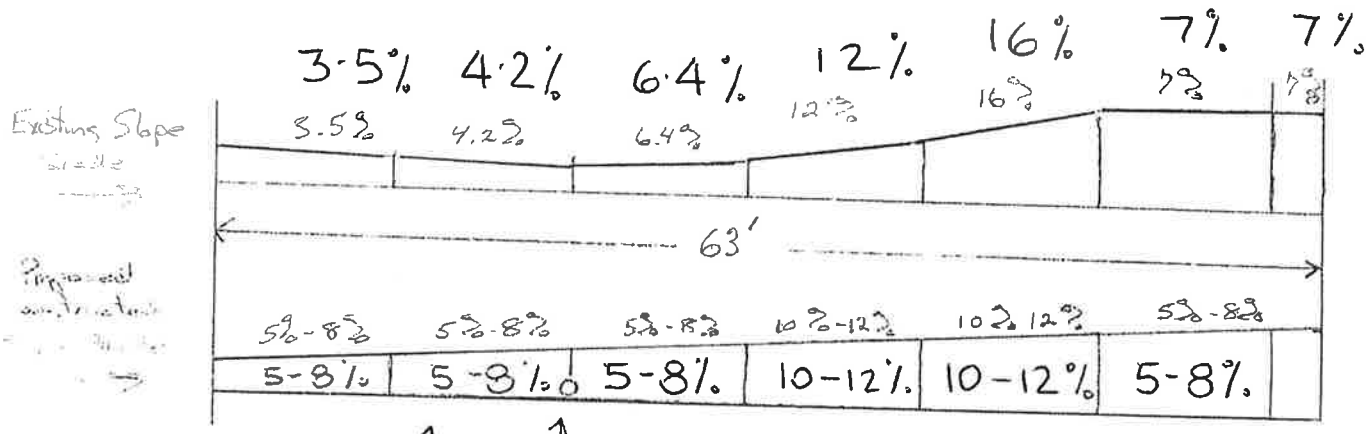 3.5% 4.2% 6.4% 12% 16% 7% 7%
Existing Slope 3.5% 4.2% 6.4% 12% 16% 7% 7%
63'
Proposed
5%-8% 5%-8% 5%-8% 10%-12% 10% 12% 5%-8%
5-8% 5-8% 5-8% 10-12% 10-12% 5-8%